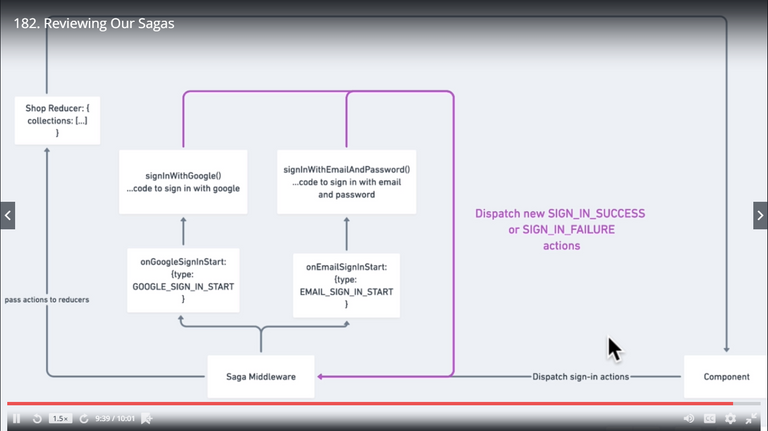 182. Reviewing Our Sagas
Shop Reducer: {
collections: [...]
}
signInWithGoogle()
...code to sign in with google
signInWithEmailAndPassword()
...code to sign in with email
and password
Dispatch new SIGN_IN_SUCCESS
or SIGN_IN_FAILURE
actions
onGoogleSignInStart:
{type:
GOOGLE_SIGN_IN_START
}
onEmailSignInStart:
{type:
EMAIL_SIGN_IN_START
}
pass actions to reducers
Saga Middleware
Dispatch sign-in actions
Component
1.5×
9:39 / 10:01
CC